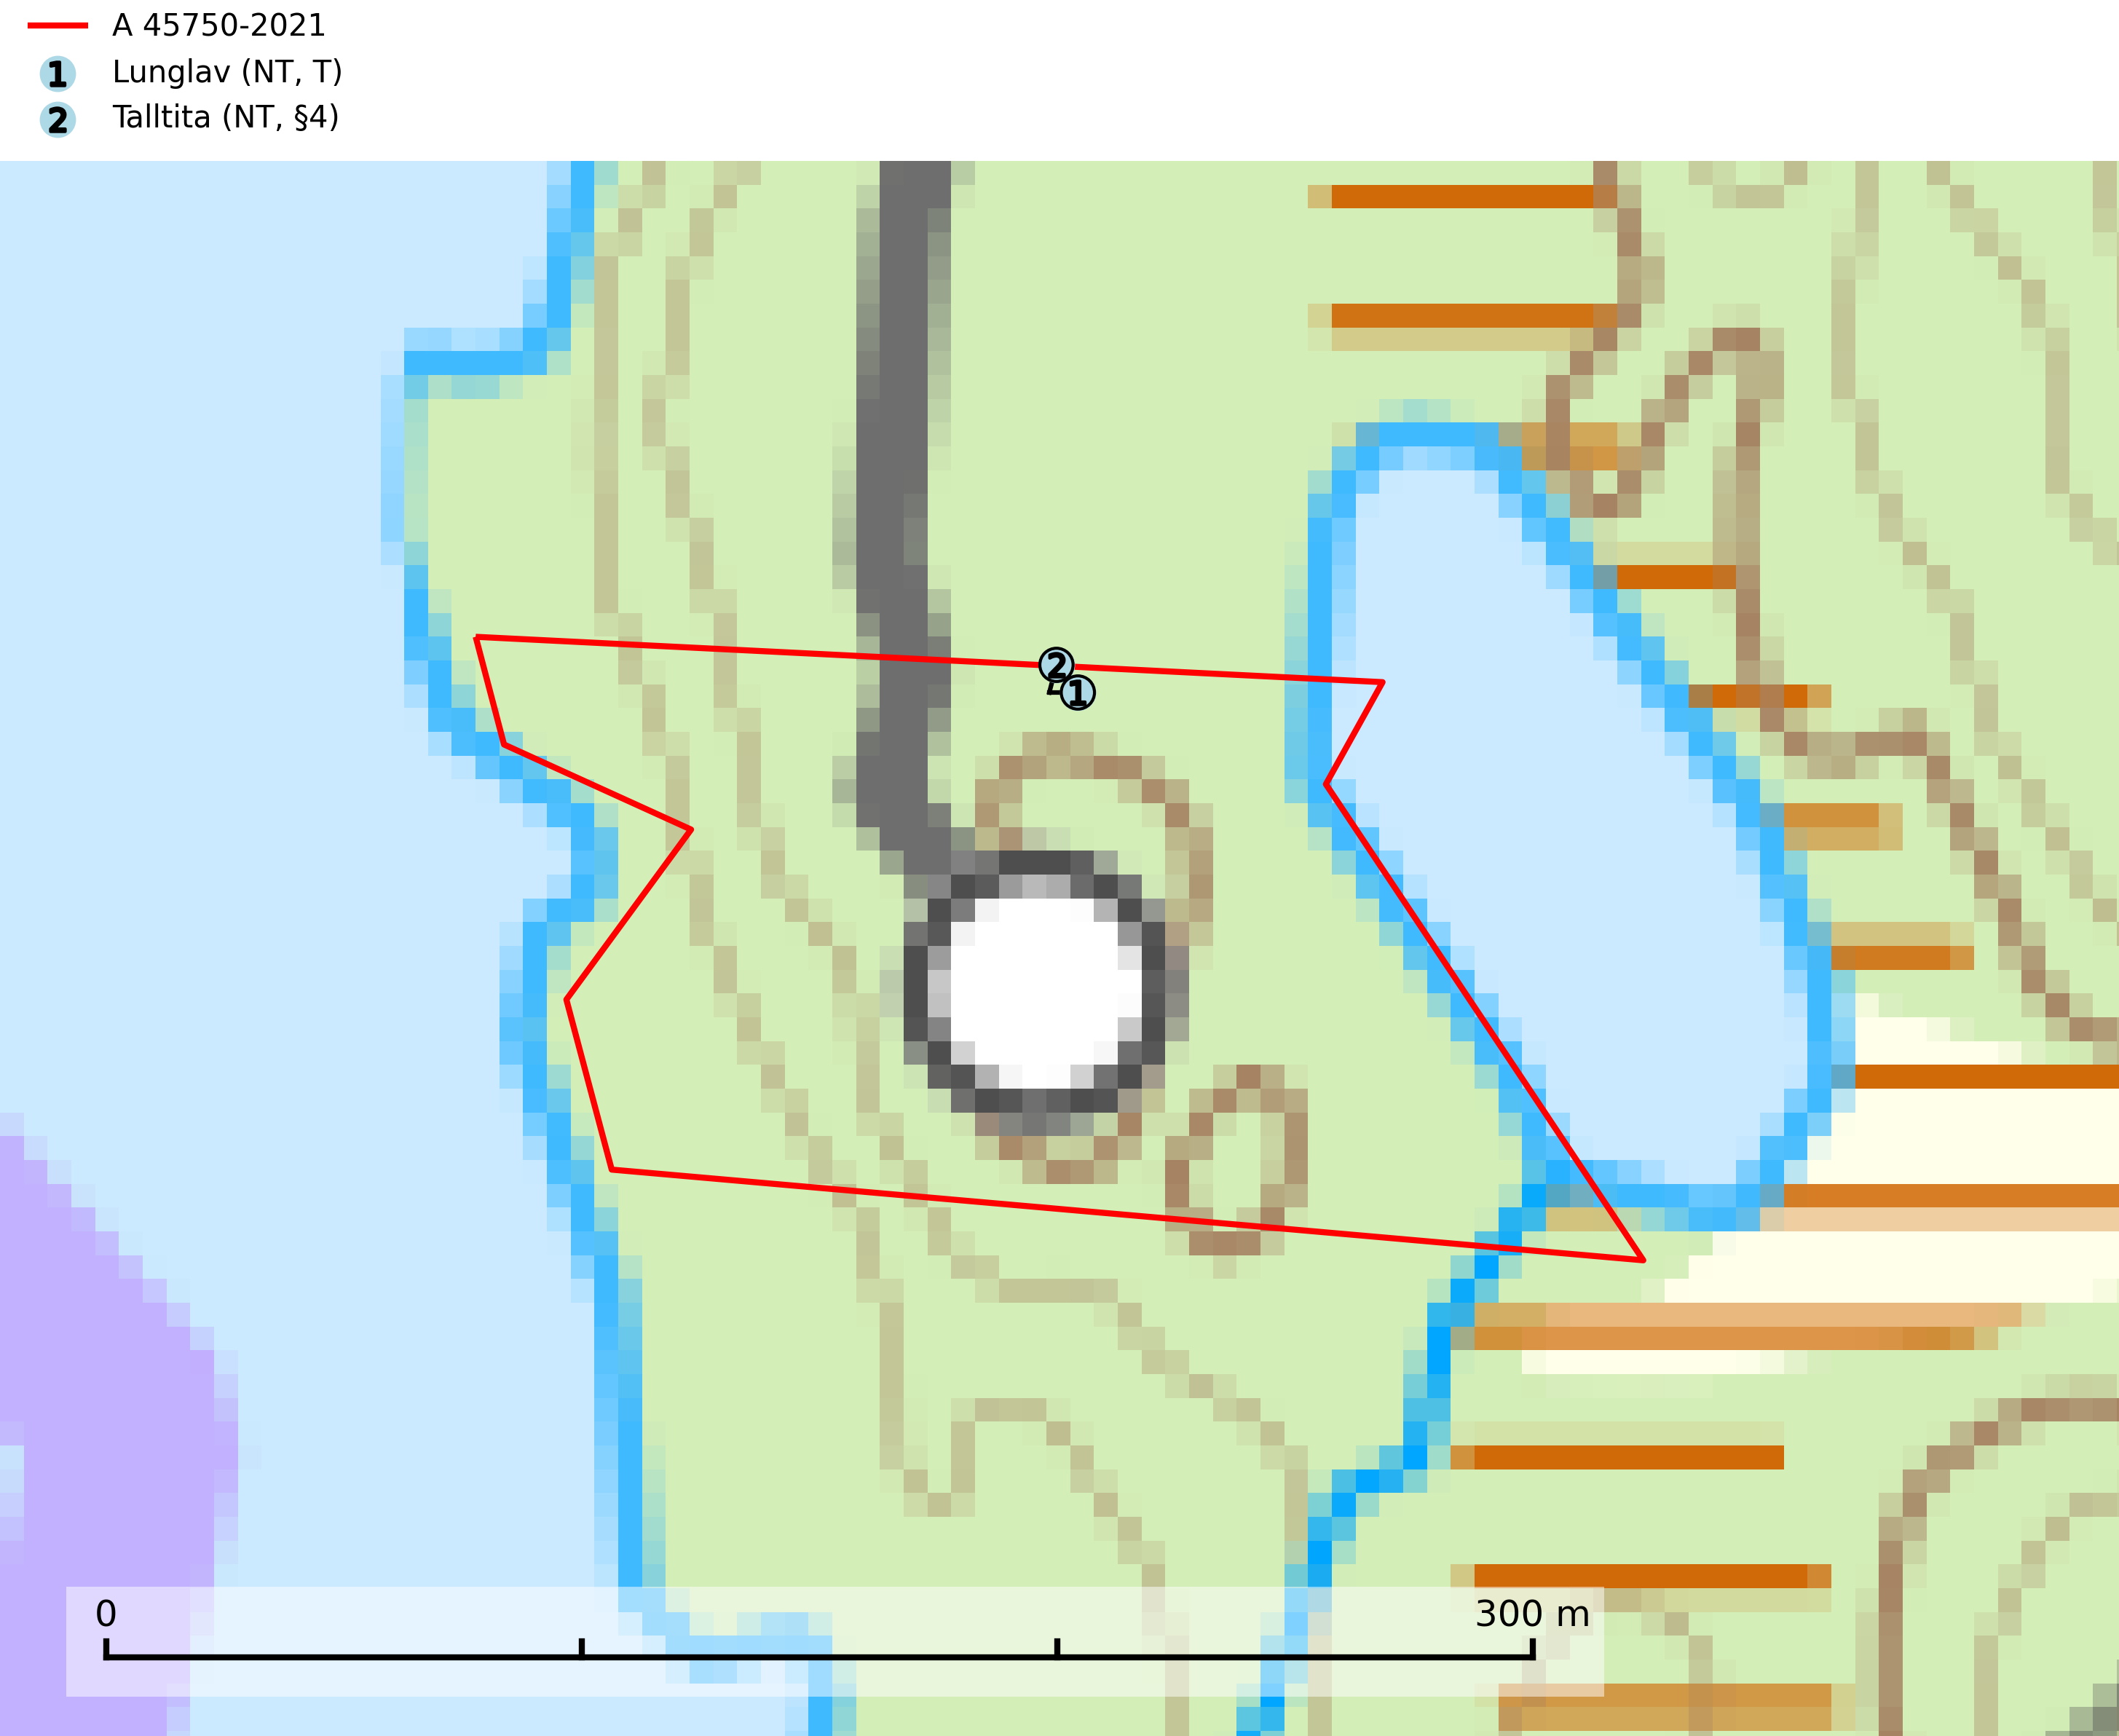 A 45750-2021
1 Lunglav (NT, T)
2 Talltita (NT, §4)
2
1
0 300 m